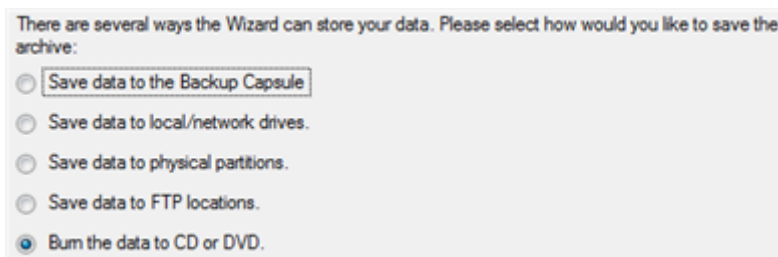 There are several ways the Wizard can store your data. Please select how would you like to save the
archive:
Save data to the Backup Capsule
Save data to local/network drives.
Save data to physical partitions.
Save data to FTP locations.
Burn the data to CD or DVD.